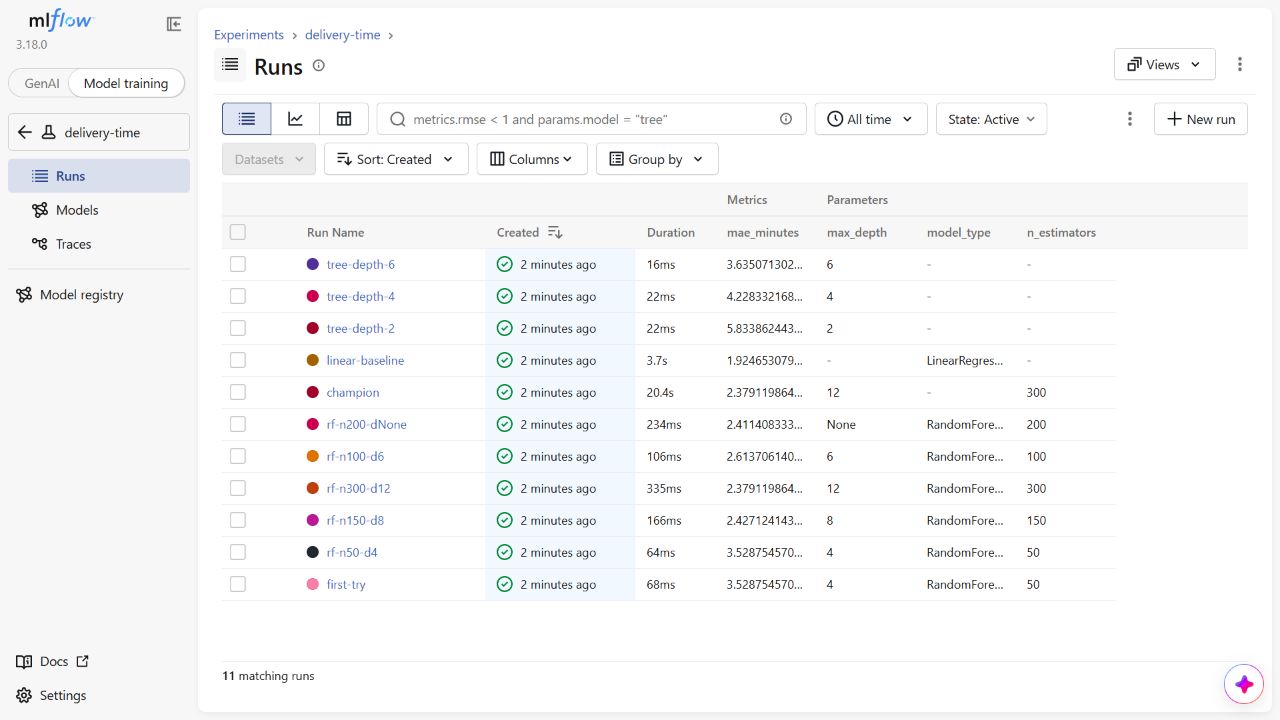 mlflow
3.18.0
GenAI Model training
delivery-time
Runs
Models
Traces
Model registry
Docs
Settings
Experiments > delivery-time >
Runs
Views
metrics.rmse < 1 and params.model = "tree"
All time
State: Active
New run
Datasets
Sort: Created
Columns
Group by
Metrics Parameters
Run Name Created Duration mae_minutes max_depth model_type n_estimators
tree-depth-6 2 minutes ago 16ms 3.635071302... 6 - -
tree-depth-4 2 minutes ago 22ms 4.228332168... 4 - -
tree-depth-2 2 minutes ago 22ms 5.833862443... 2 - -
linear-baseline 2 minutes ago 3.7s 1.924653079... - LinearRegres... -
champion 2 minutes ago 20.4s 2.379119864... 12 - 300
rf-n200-dNone 2 minutes ago 234ms 2.411408333... None RandomFore... 200
rf-n100-d6 2 minutes ago 106ms 2.613706140... 6 RandomFore... 100
rf-n300-d12 2 minutes ago 335ms 2.379119864... 12 RandomFore... 300
rf-n150-d8 2 minutes ago 166ms 2.427124143... 8 RandomFore... 150
rf-n50-d4 2 minutes ago 64ms 3.528754570... 4 RandomFore... 50
first-try 2 minutes ago 68ms 3.528754570... 4 RandomFore... 50
11 matching runs